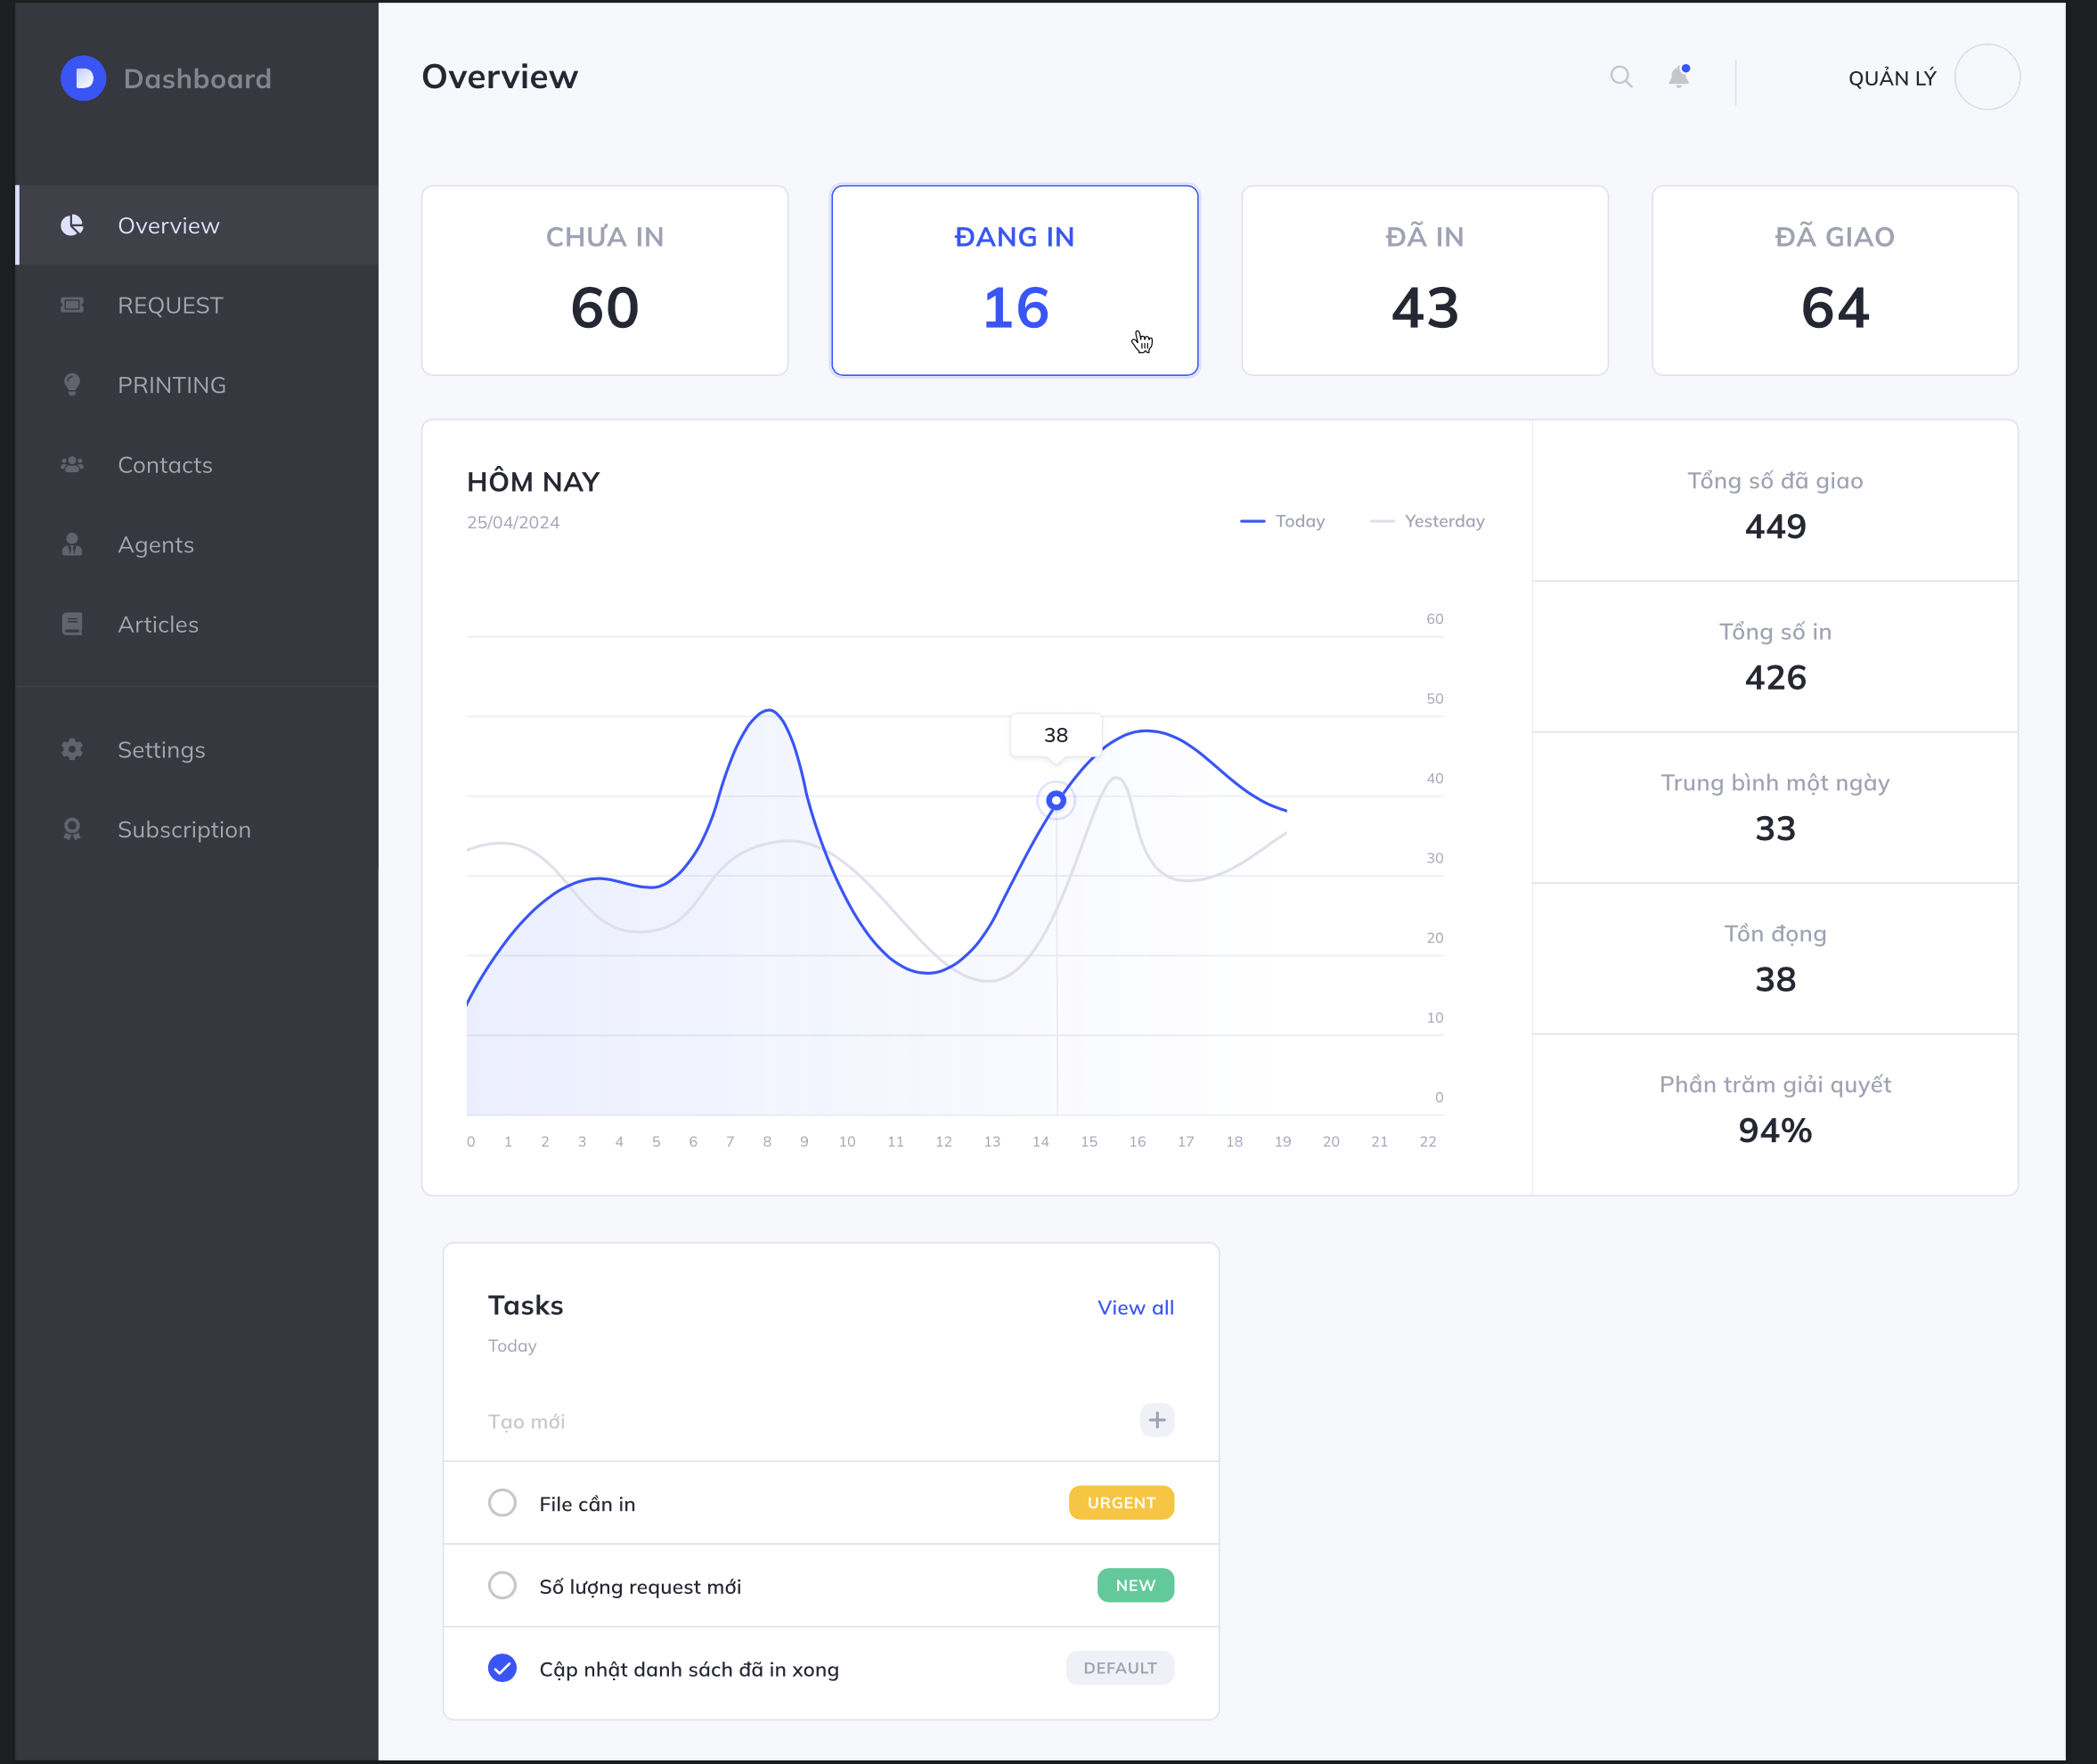 D Dashboard
Overview
REQUEST
PRINTING
Contacts
Agents
Articles
Settings
Subscription
Overview
QUẢN LÝ
CHƯA IN
60
ĐANG IN
16
ĐÃ IN
43
ĐÃ GIAO
64
HÔM NAY
25/04/2024
Today
Yesterday
60
50
40
30
20
10
0
38
0 1 2 3 4 5 6 7 8 9 10 11 12 13 14 15 16 17 18 19 20 21 22
Tổng số đã giao
449
Tổng số in
426
Trung bình một ngày
33
Tồn đọng
38
Phần trăm giải quyết
94%
Tasks
View all
Today
Tạo mới
File cần in
URGENT
Số lượng request mới
NEW
Cập nhật danh sách đã in xong
DEFAULT